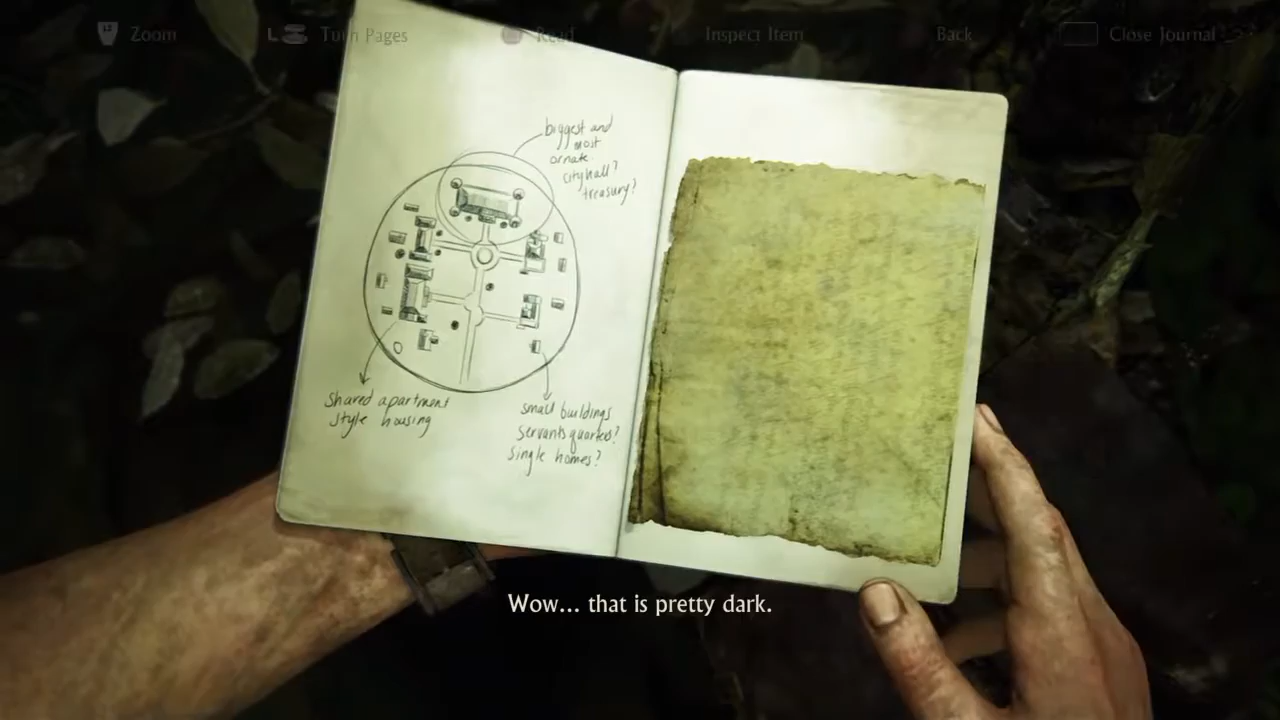 L2 Zoom
L Turn Pages
Read
Inspect Item
Back
Close Journal
biggest and
most
ornate.
city hall?
treasury?
shared apartment
style housing
small buildings
servants quarters?
single homes?
Wow... that is pretty dark.